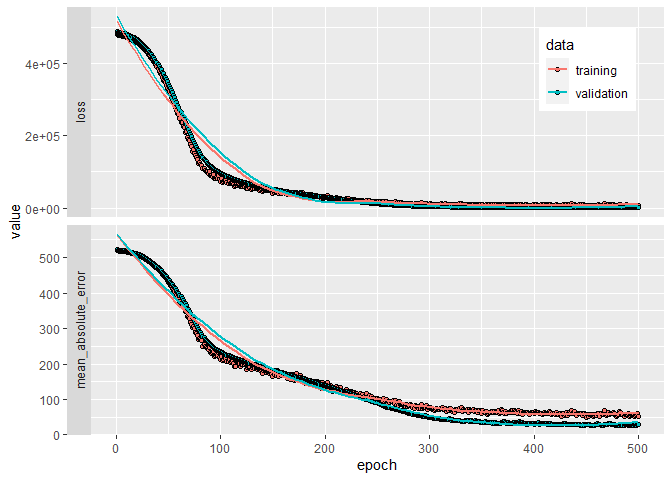 data
training
validation
4e+05
2e+05
0e+00
loss
value
500
400
300
200
100
0
mean_absolute_error
0 100 200 300 400 500
epoch